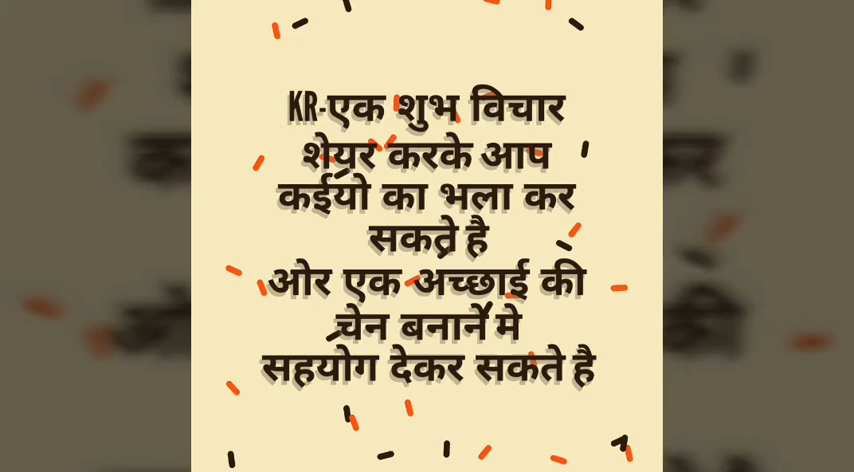 KR-एक शुभ विचार
शेयर करके आप
कईयो का भला कर
सकते है
ओर एक अच्छाई की
चेन बनाने मे
सहयोग देकर सकते है